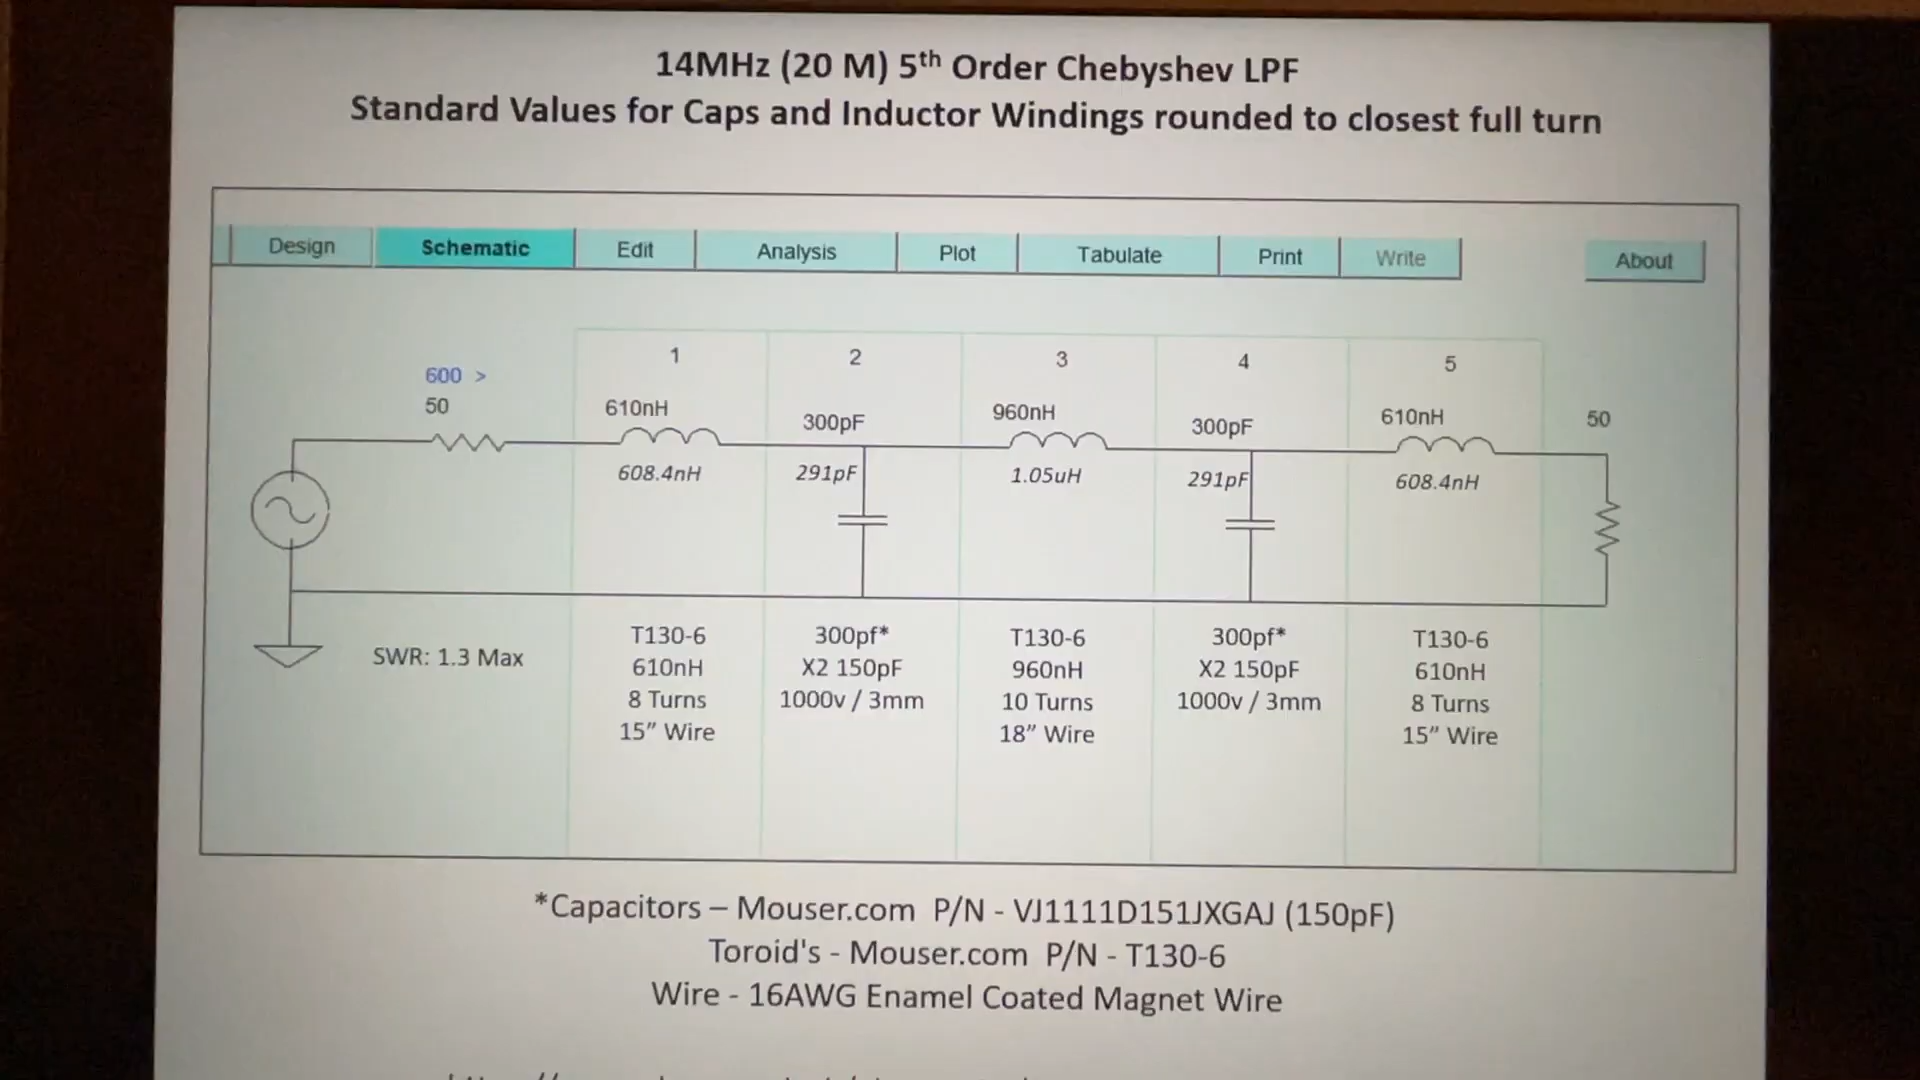 14MHz (20 M) 5th Order Chebyshev LPF
Standard Values for Caps and Inductor Windings rounded to closest full turn
Design Schematic Edit Analysis Plot Tabulate Print Write About
1 2 3 4 5
600 >
50
610nH 300pF 960nH 300pF 610nH 50
608.4nH 291pF 1.05uH 291pF 608.4nH
SWR: 1.3 Max
T130-6
610nH
8 Turns
15” Wire
300pf*
X2 150pF
1000v / 3mm
T130-6
960nH
10 Turns
18” Wire
300pf*
X2 150pF
1000v / 3mm
T130-6
610nH
8 Turns
15” Wire
*Capacitors – Mouser.com P/N - VJ1111D151JXGAJ (150pF)
Toroid's - Mouser.com P/N - T130-6
Wire - 16AWG Enamel Coated Magnet Wire